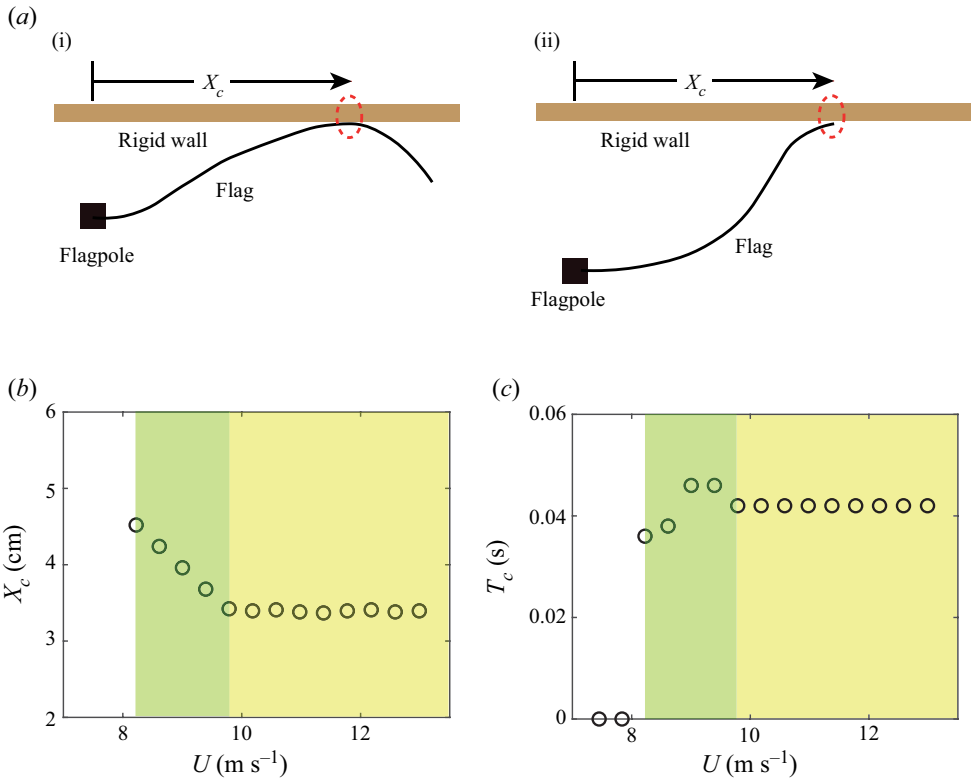 (a)
(i)
X_c
Rigid wall
Flag
Flagpole
(ii)
X_c
Rigid wall
Flag
Flagpole
(b)
6
5
4
3
2
X_c (cm)
8 10 12
U (m s⁻¹)
(c)
0.06
0.04
0.02
0
T_c (s)
8 10 12
U (m s⁻¹)